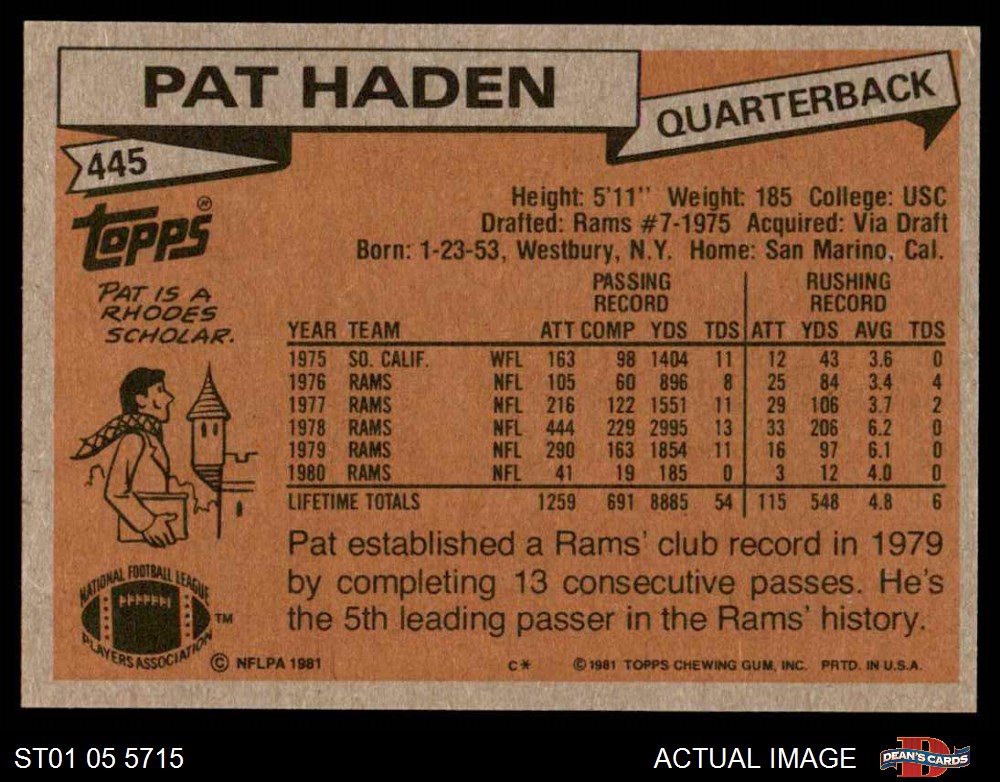 PAT HADEN
QUARTERBACK
445
TOPPS®
Height: 5'11" Weight: 185 College: USC
Drafted: Rams #7-1975 Acquired: Via Draft
Born: 1-23-53, Westbury, N.Y. Home: San Marino, Cal.
PAT IS A
RHODES
SCHOLAR.
PASSING RUSHING
RECORD RECORD
YEAR TEAM ATT COMP YDS TDS ATT YDS AVG TDS
1975 SO. CALIF. WFL 163 98 1404 11 12 43 3.6 0
1976 RAMS NFL 105 60 896 8 25 84 3.4 4
1977 RAMS NFL 216 122 1551 11 29 106 3.7 2
1978 RAMS NFL 444 229 2995 13 33 206 6.2 0
1979 RAMS NFL 290 163 1854 11 16 97 6.1 0
1980 RAMS NFL 41 19 185 0 3 12 4.0 0
LIFETIME TOTALS 1259 691 8885 54 115 548 4.8 6
Pat established a Rams' club record in 1979
by completing 13 consecutive passes. He's
the 5th leading passer in the Rams' history.
NATIONAL FOOTBALL LEAGUE
PLAYERS ASSOCIATION
TM
© NFLPA 1981
C*
© 1981 TOPPS CHEWING GUM, INC. PRTD. IN U.S.A.
ST01 05 5715
ACTUAL IMAGE
D
DEAN'S CARDS